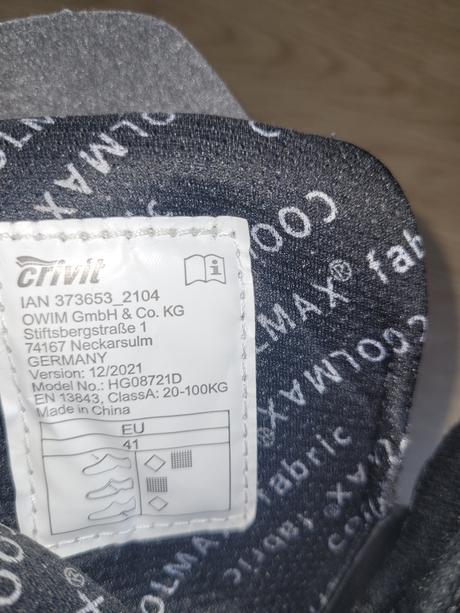 crivit
IAN 373653_2104
OWIM GmbH & Co. KG
Stiftsbergstraße 1
74167 Neckarsulm
GERMANY
Version: 12/2021
Model No.: HG08721D
EN 13843, ClassA: 20-100KG
Made in China
EU
41
COOLMAX® fabric
COOLMAX® fabric
COOLMAX
fabric